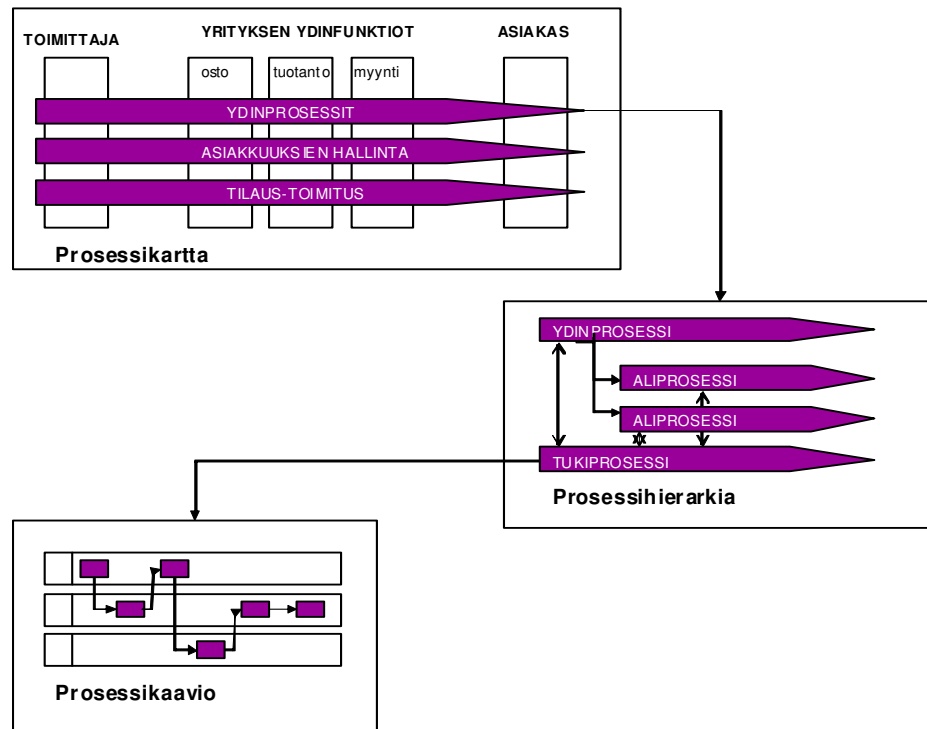 TOIMITTAJA
YRITYKSEN YDINFUNKTIOT
ASIAKAS
osto
tuotanto
myynti
YDINPROSESSIT
ASIAKKUUKSIEN HALLINTA
TILAUS-TOIMITUS
Prosessikartta
YDINPROSESSI
ALIPROSESSI
ALIPROSESSI
TUKIPROSESSI
Prosessihierarkia
Prosessikaavio